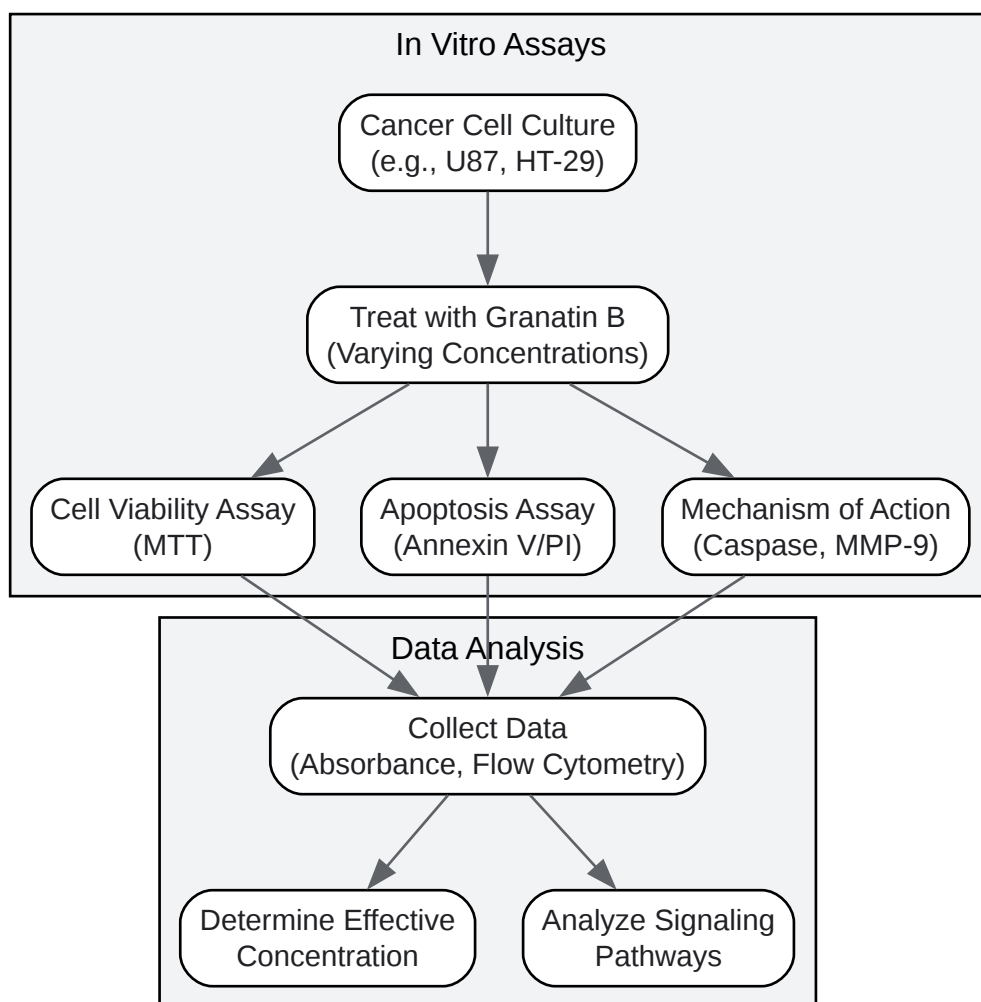 In Vitro Assays
Cancer Cell Culture
(e.g., U87, HT-29)
Treat with Granatin B
(Varying Concentrations)
Cell Viability Assay
(MTT)
Apoptosis Assay
(Annexin V/PI)
Mechanism of Action
(Caspase, MMP-9)
Data Analysis
Collect Data
(Absorbance, Flow Cytometry)
Determine Effective
Concentration
Analyze Signaling
Pathways